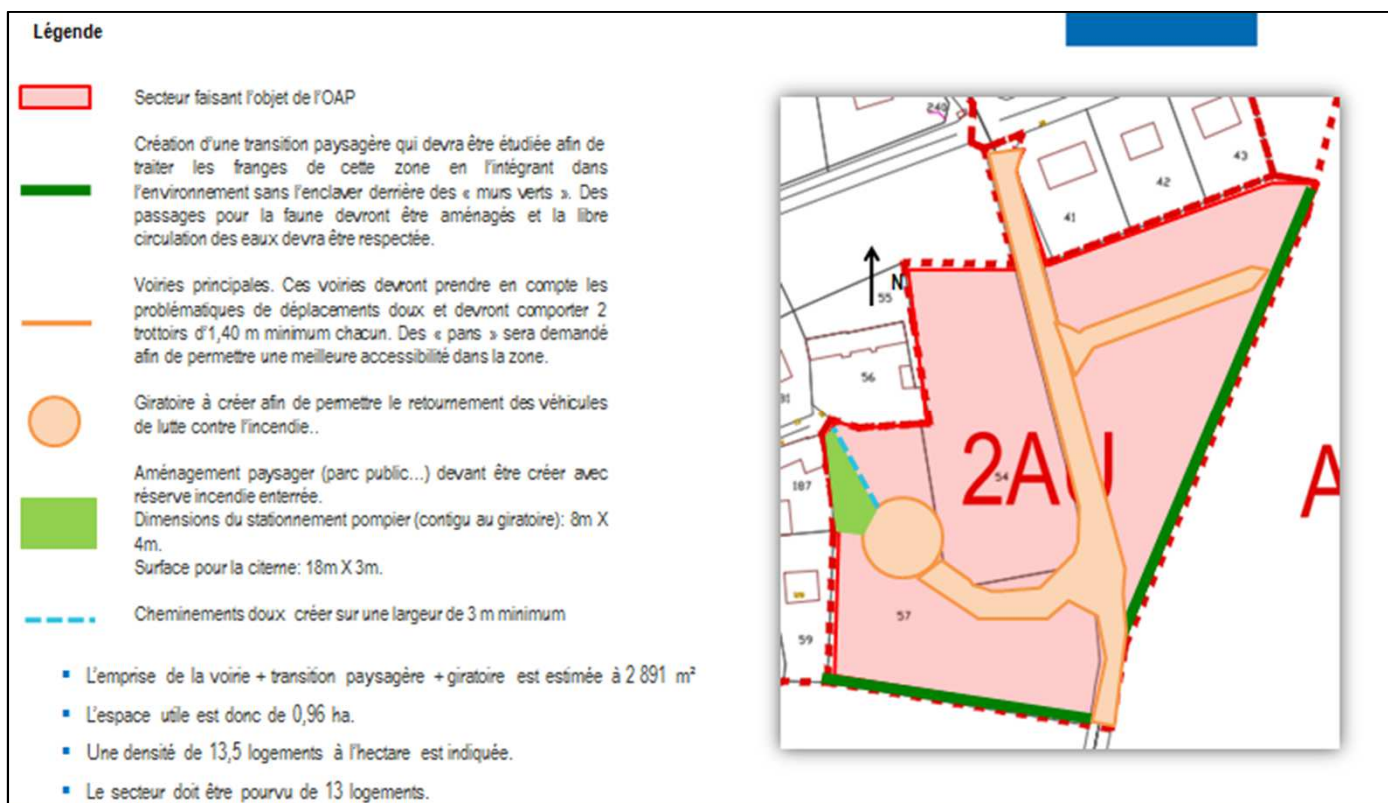 Légende
Secteur faisant l'objet de l'OAP
Création d'une transition paysagère qui devra être étudiée afin de
traiter les franges de cette zone en l'intégrant dans
l'environnement sans l'enclaver derrière des « murs verts ». Des
passages pour la faune devront être aménagés et la libre
circulation des eaux devra être respectée.
Voiries principales. Ces voiries devront prendre en compte les
problématiques de déplacements doux et devront comporter 2
trottoirs d'1,40 m minimum chacun. Des « pans » sera demandé
afin de permettre une meilleure accessibilité dans la zone.
Giratoire à créer afin de permettre le retournement des véhicules
de lutte contre l'incendie..
Aménagement paysager (parc public...) devant être créer avec
réserve incendie enterrée.
Dimensions du stationnement pompier (contigu au giratoire): 8m X
4m.
Surface pour la citerne: 18m X 3m.
Cheminements doux créer sur une largeur de 3 m minimum
▪ L'emprise de la voirie + transition paysagère + giratoire est estimée à 2 891 m²
▪ L'espace utile est donc de 0,96 ha.
▪ Une densité de 13,5 logements à l'hectare est indiquée.
▪ Le secteur doit être pourvu de 13 logements.
240
43
42
41
N
55
56
187
54
2AU
A
57
59